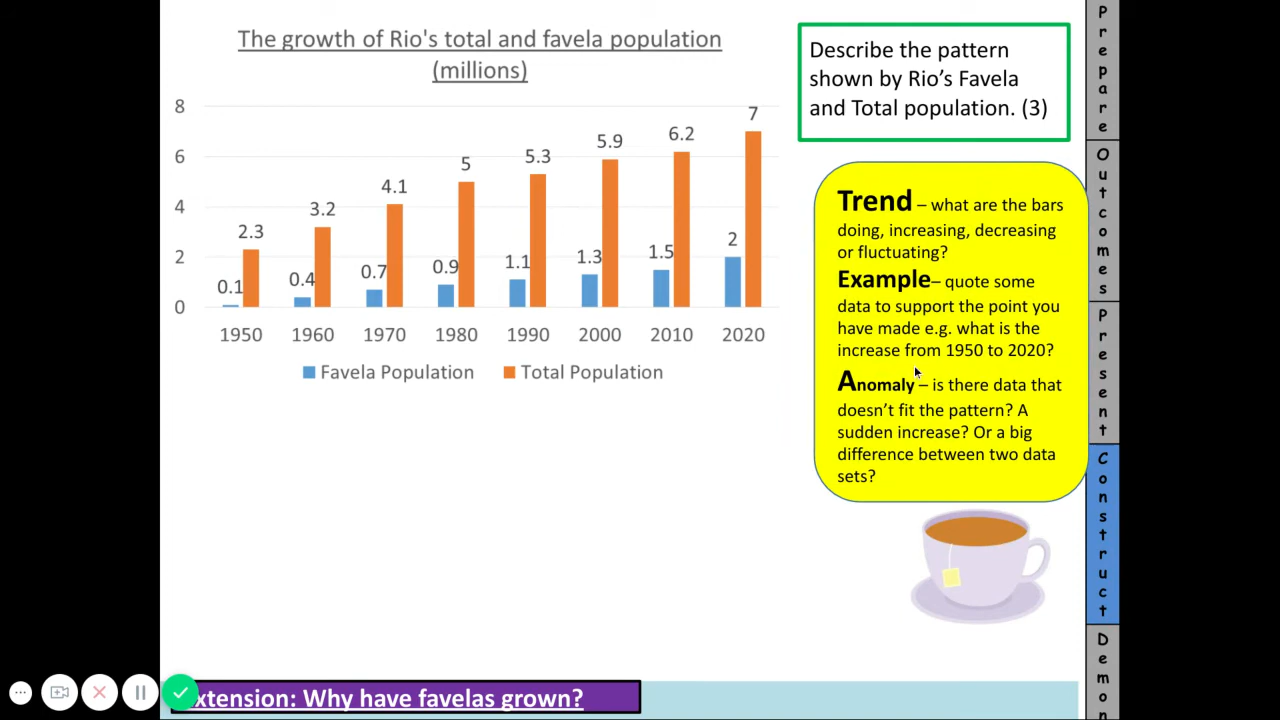 The growth of Rio's total and favela population
(millions)
8
6
4
2
0
0.1
2.3
0.4
3.2
0.7
4.1
0.9
5
1.1
5.3
1.3
5.9
1.5
6.2
2
7
1950 1960 1970 1980 1990 2000 2010 2020
Favela Population Total Population
Describe the pattern
shown by Rio’s Favela
and Total population. (3)
Trend – what are the bars
doing, increasing, decreasing
or fluctuating?
Example– quote some
data to support the point you
have made e.g. what is the
increase from 1950 to 2020?
Anomaly – is there data that
doesn’t fit the pattern? A
sudden increase? Or a big
difference between two data
sets?
xtension: Why have favelas grown?
Prepare
Outcomes
Present
Construct
Demon